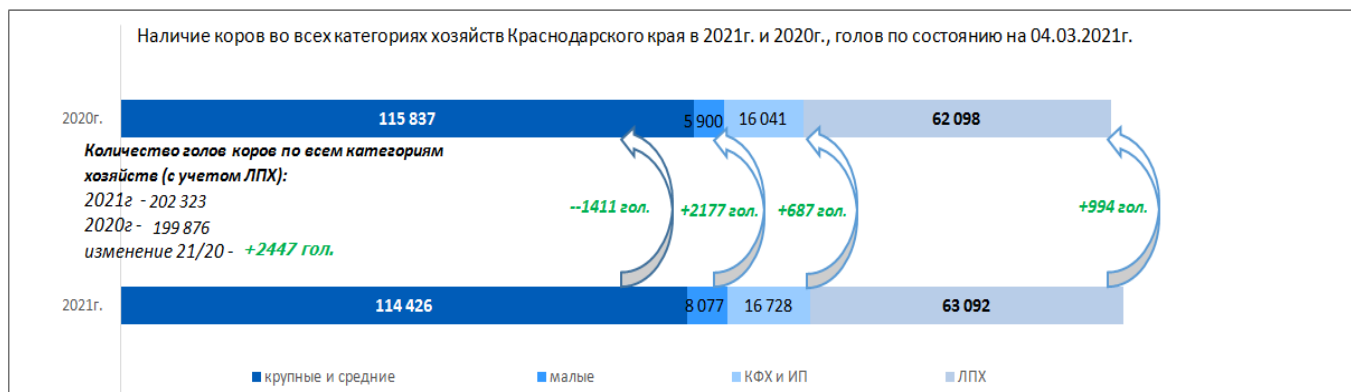 Наличие коров во всех категориях хозяйств Краснодарского края в 2021г. и 2020г., голов по состоянию на 04.03.2021г.
2020г.
115 837
5 900
16 041
62 098
Количество голов коров по всем категориям
хозяйств (с учетом ЛПХ):
2021г - 202 323
2020г - 199 876
изменение 21/20 - +2447 гол.
--1411 гол.
+2177 гол.
+687 гол.
+994 гол.
2021г.
114 426
8 077
16 728
63 092
крупные и средние
малые
КФХ и ИП
ЛПХ